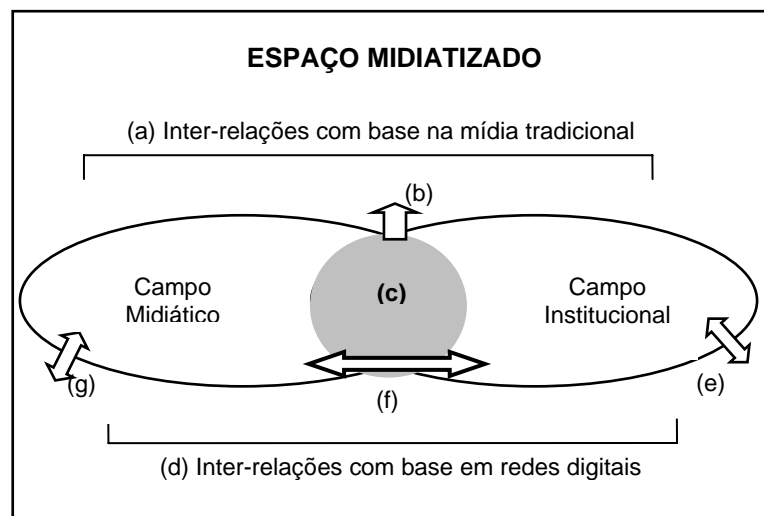 ESPAÇO MIDIATIZADO
(a) Inter-relações com base na mídia tradicional
(b)
Campo
Midiático
(c)
Campo
Institucional
(g)
(f)
(e)
(d) Inter-relações com base em redes digitais